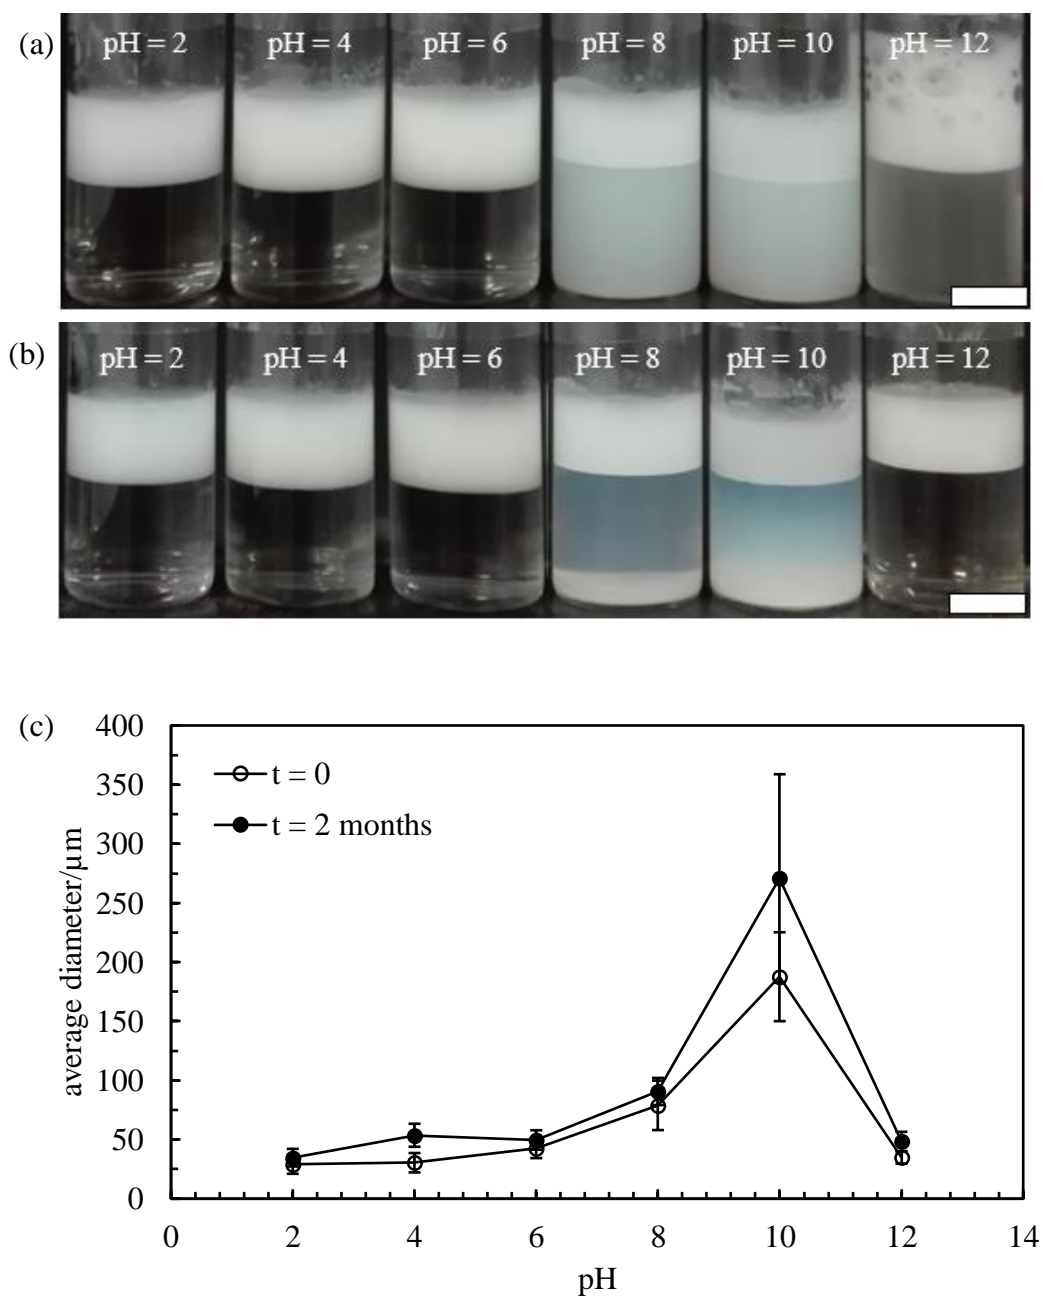 (a)
pH = 2 pH = 4 pH = 6 pH = 8 pH = 10 pH = 12
(b)
pH = 2 pH = 4 pH = 6 pH = 8 pH = 10 pH = 12
(c)
400
350
300
250
200
150
100
50
0
average diameter/µm
t = 0
t = 2 months
0 2 4 6 8 10 12 14
pH